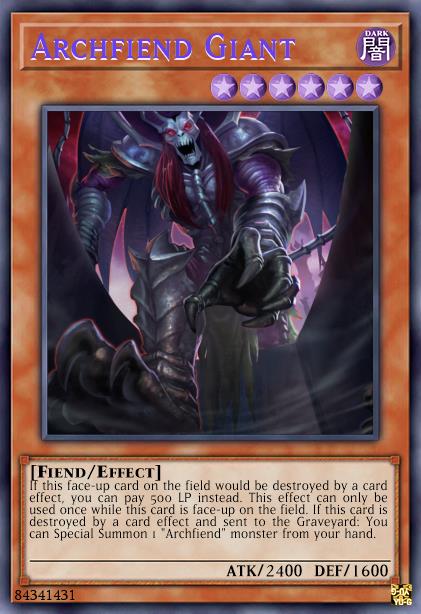 Archfiend Giant
DARK
闇
[Fiend/Effect]
If this face-up card on the field would be destroyed by a card
effect, you can pay 500 LP instead. This effect can only be
used once while this card is face-up on the field. If this card is
destroyed by a card effect and sent to the Graveyard: You
can Special Summon 1 "Archfiend" monster from your hand.
ATK/2400 DEF/1600
84341431